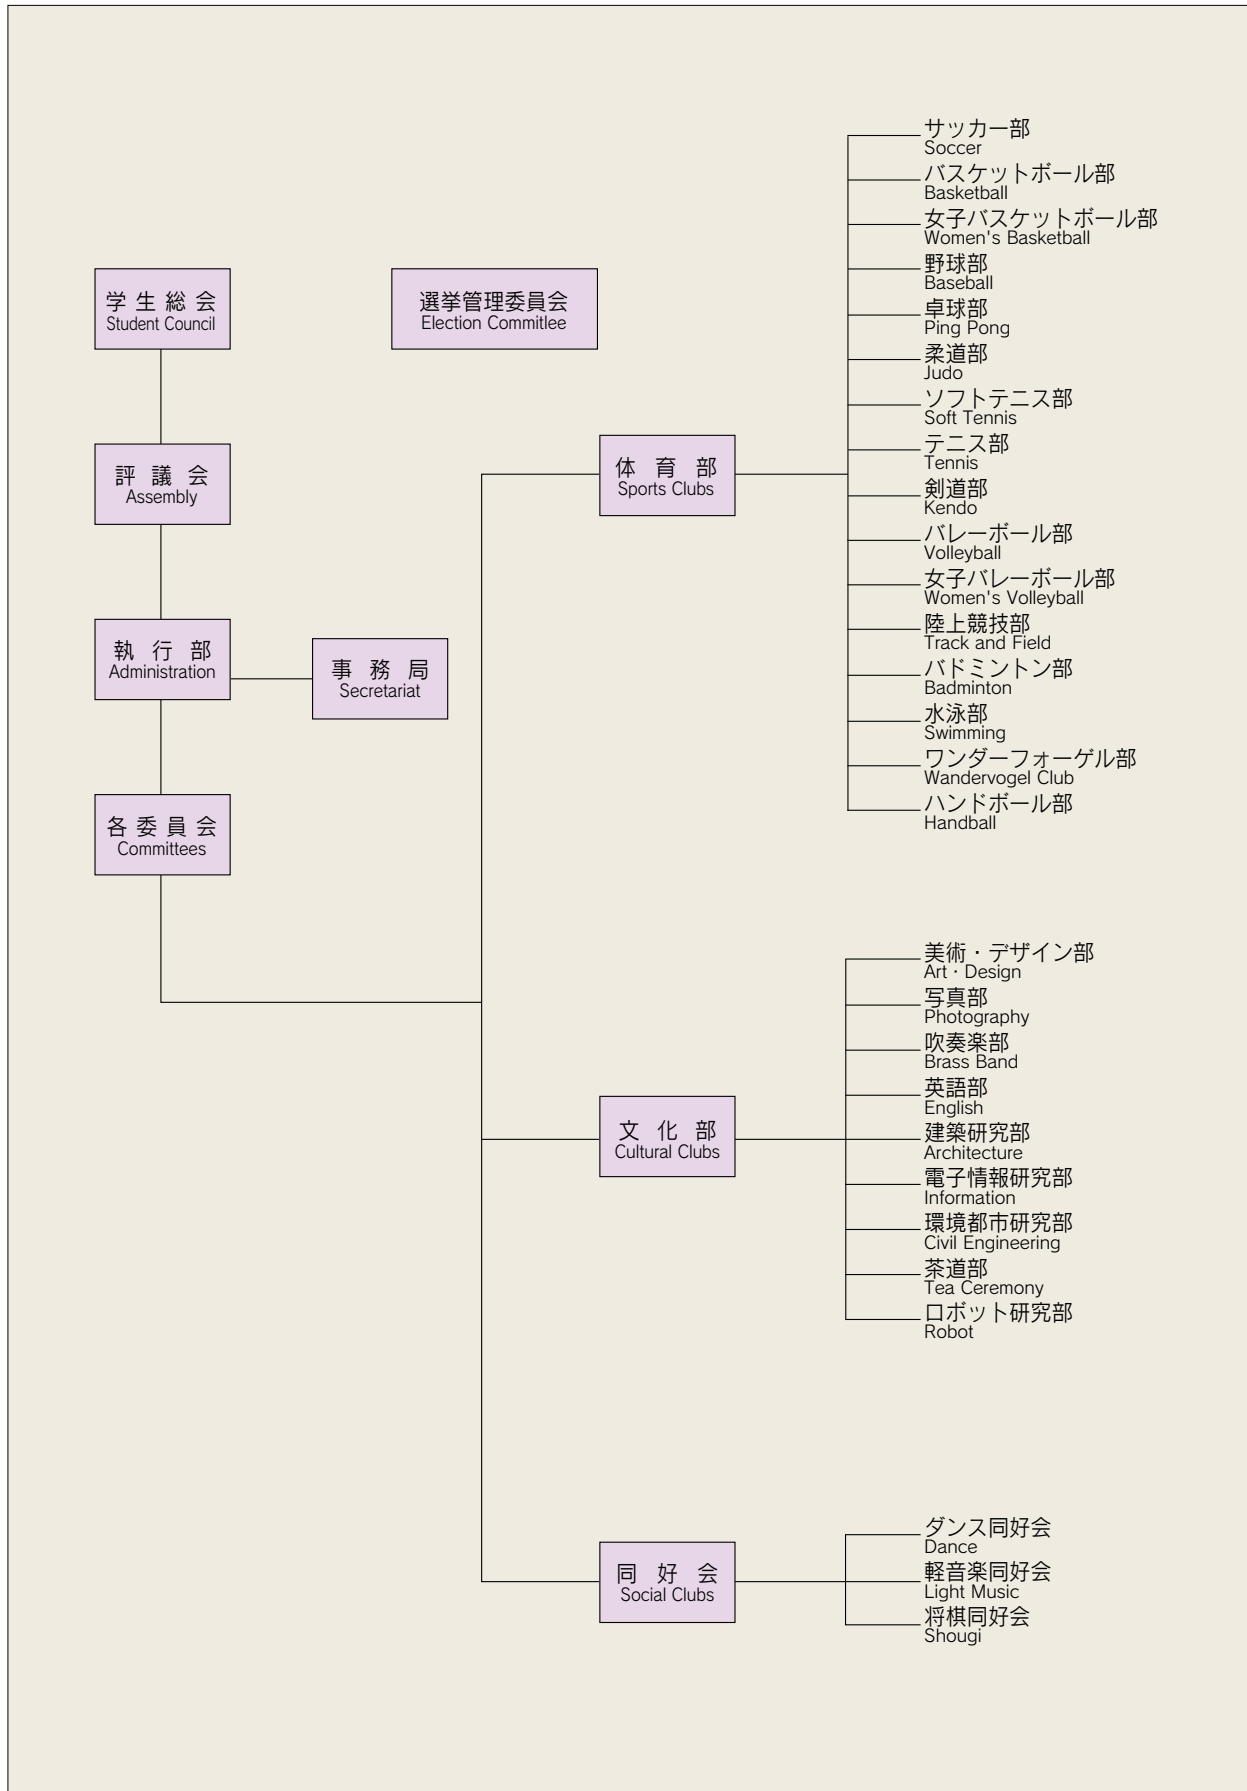 学生総会
Student Council
選挙管理委員会
Election Commitlee
評議会
Assembly
執行部
Administration
事務局
Secretariat
各委員会
Committees
体育部
Sports Clubs
サッカー部
Soccer
バスケットボール部
Basketball
女子バスケットボール部
Women's Basketball
野球部
Baseball
卓球部
Ping Pong
柔道部
Judo
ソフトテニス部
Soft Tennis
テニス部
Tennis
剣道部
Kendo
バレーボール部
Volleyball
女子バレーボール部
Women's Volleyball
陸上競技部
Track and Field
バドミントン部
Badminton
水泳部
Swimming
ワンダーフォーゲル部
Wandervogel Club
ハンドボール部
Handball
文化部
Cultural Clubs
美術・デザイン部
Art・Design
写真部
Photography
吹奏楽部
Brass Band
英語部
English
建築研究部
Architecture
電子情報研究部
Information
環境都市研究部
Civil Engineering
茶道部
Tea Ceremony
ロボット研究部
Robot
同好会
Social Clubs
ダンス同好会
Dance
軽音楽同好会
Light Music
将棋同好会
Shougi